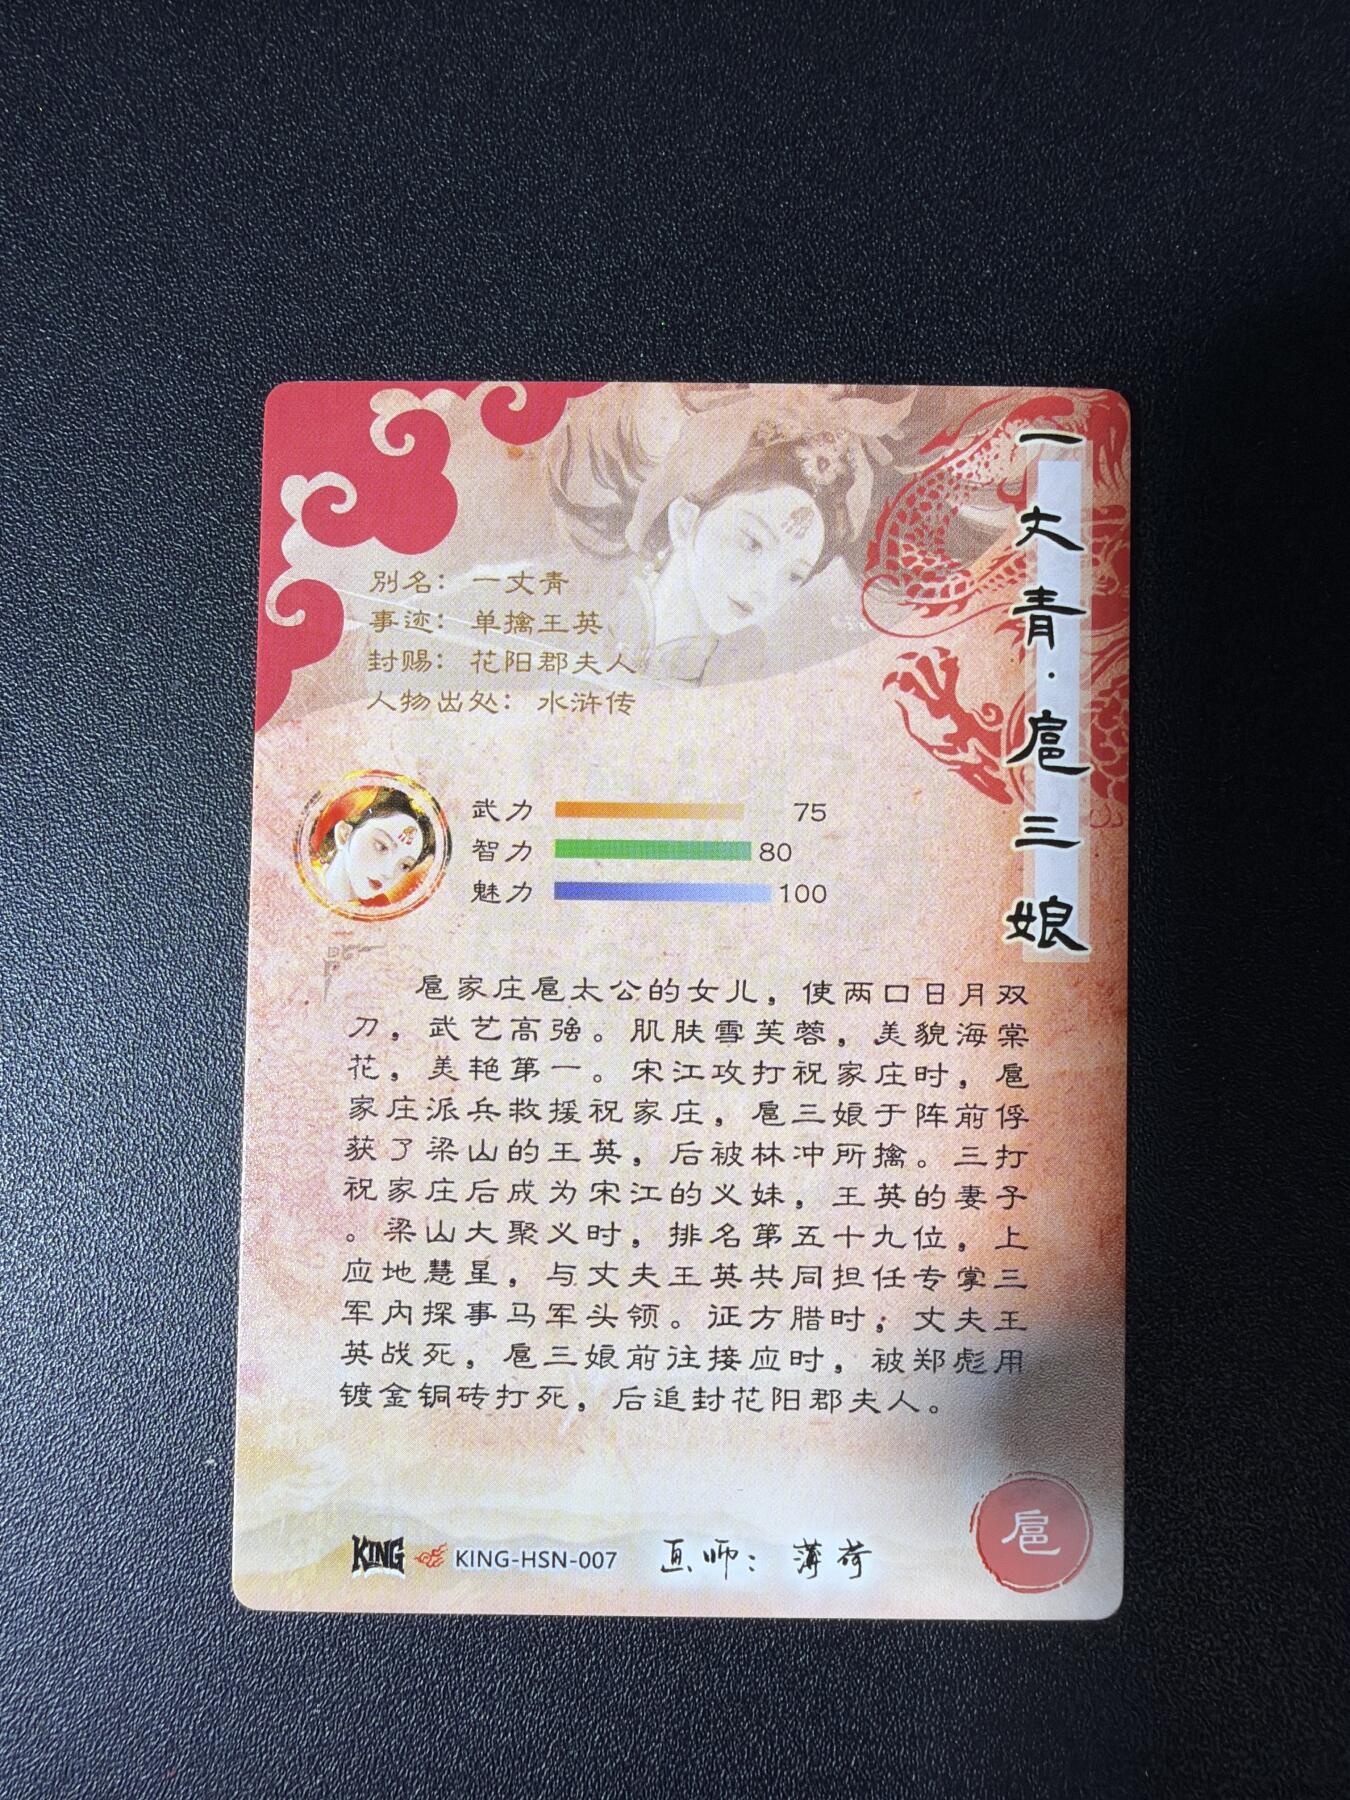 一丈青·扈三娘
别名：一丈青
事迹：单擒王英
封赐：花阳郡夫人
人物出处：水浒传
武力 75
智力 80
魅力 100
扈家庄扈太公的女儿，使两口日月双
刀，武艺高强。肌肤雪芙蓉，美貌海棠
花，美艳第一。宋江攻打祝家庄时，扈
家庄派兵救援祝家庄，扈三娘于阵前俘
获了梁山的王英，后被林冲所擒。三打
祝家庄后成为宋江的义妹，王英的妻子
。梁山大聚义时，排名第五十九位，上
应地慧星，与丈夫王英共同担任专掌三
军内探事马军头领。征方腊时，丈夫王
英战死，扈三娘前往接应时，被郑彪用
镀金铜砖打死，后追封花阳郡夫人。
KING KING-HSN-007 画师：薄荷
扈